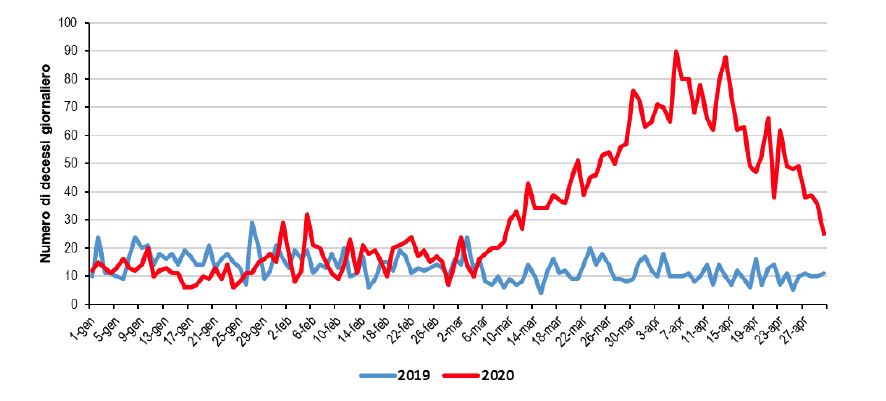 Numero di decessi giornaliero
100
90
80
70
60
50
40
30
20
10
0
1-gen
5-gen
9-gen
13-gen
17-gen
21-gen
25-gen
29-gen
2-feb
6-feb
10-feb
14-feb
18-feb
22-feb
26-feb
2-mar
6-mar
10-mar
14-mar
18-mar
22-mar
26-mar
30-mar
3-apr
7-apr
11-apr
15-apr
19-apr
23-apr
27-apr
2019 2020